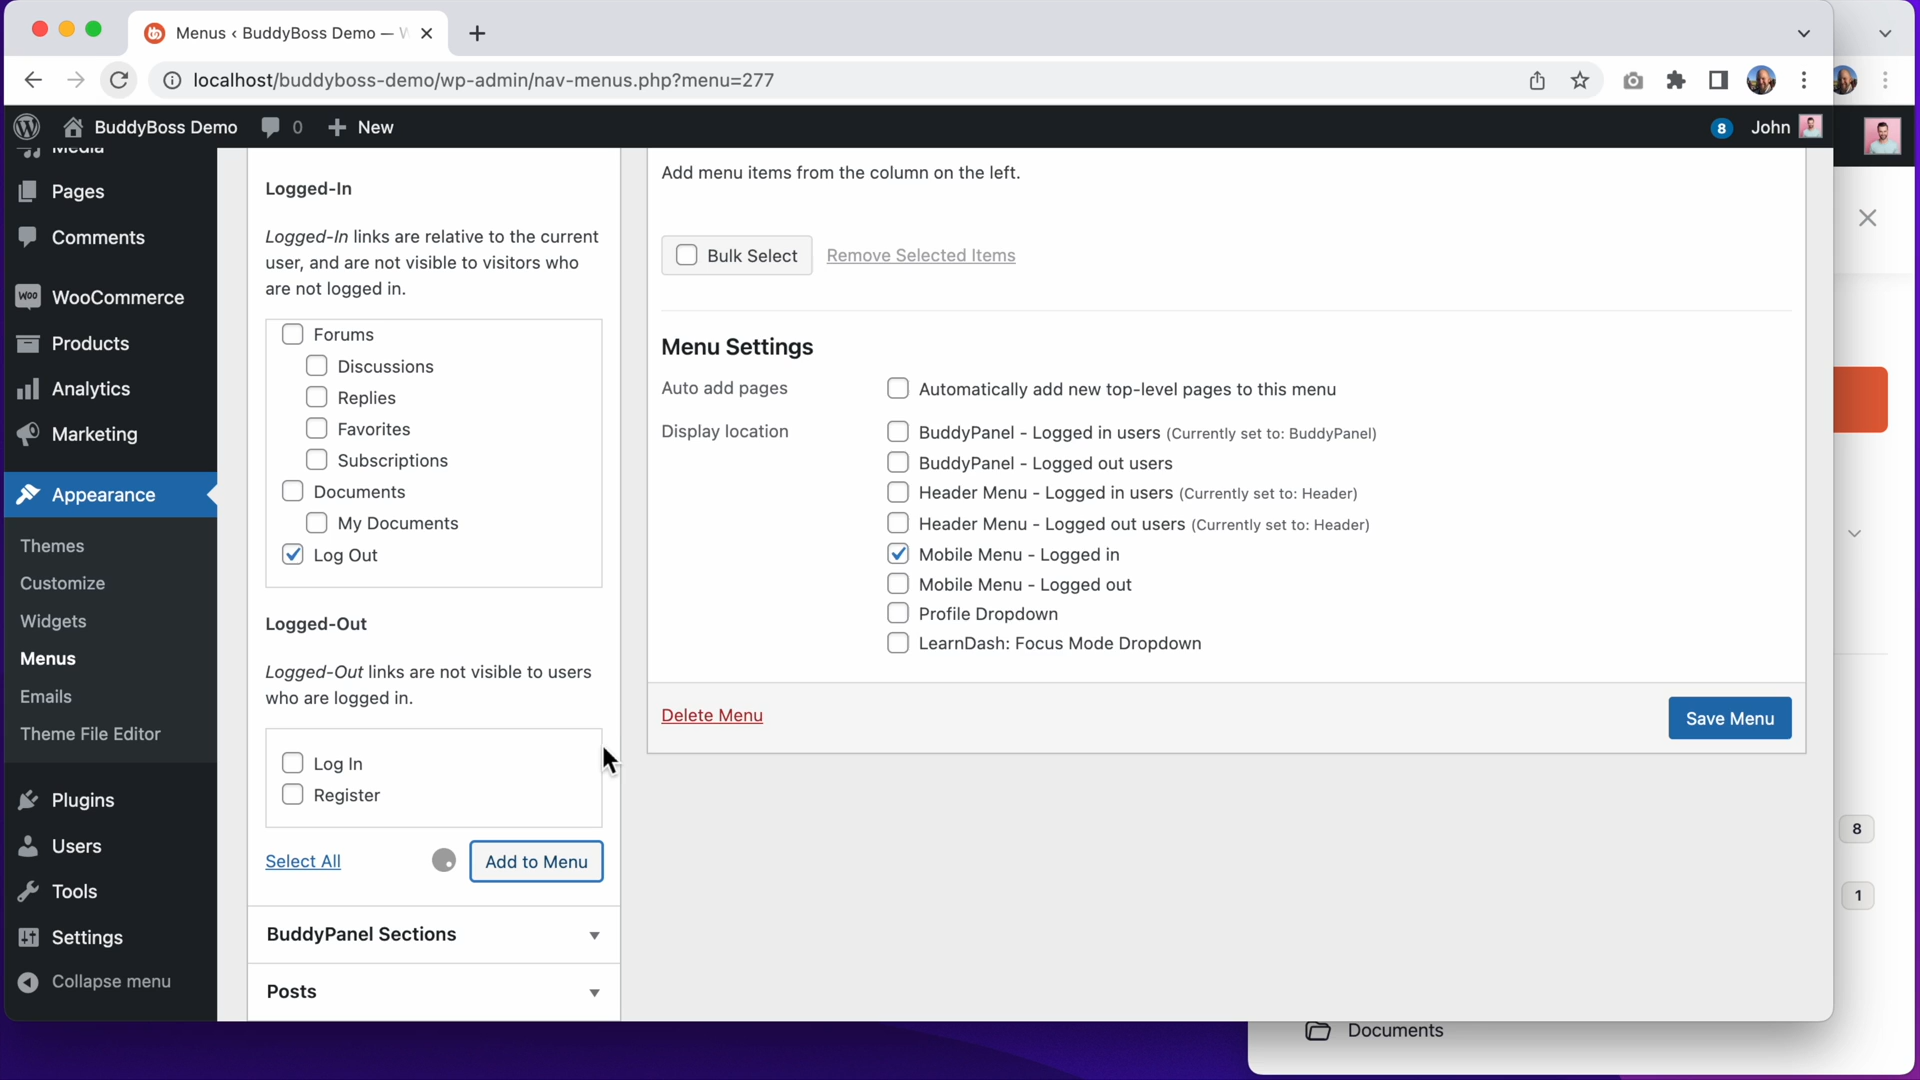 Menus ‹ BuddyBoss Demo — W
localhost/buddyboss-demo/wp-admin/nav-menus.php?menu=277
BuddyBoss Demo
0
New
8
John
Media
Pages
Comments
WooCommerce
Products
Analytics
Marketing
Appearance
Themes
Customize
Widgets
Menus
Emails
Theme File Editor
Plugins
Users
Tools
Settings
Collapse menu
Logged-In
Logged-In links are relative to the current
user, and are not visible to visitors who
are not logged in.
Forums
Discussions
Replies
Favorites
Subscriptions
Documents
My Documents
Log Out
Logged-Out
Logged-Out links are not visible to users
who are logged in.
Log In
Register
Select All
Add to Menu
BuddyPanel Sections
Posts
Add menu items from the column on the left.
Bulk Select
Remove Selected Items
Menu Settings
Auto add pages
Automatically add new top-level pages to this menu
Display location
BuddyPanel - Logged in users (Currently set to: BuddyPanel)
BuddyPanel - Logged out users
Header Menu - Logged in users (Currently set to: Header)
Header Menu - Logged out users (Currently set to: Header)
Mobile Menu - Logged in
Mobile Menu - Logged out
Profile Dropdown
LearnDash: Focus Mode Dropdown
Delete Menu
Save Menu
8
1
Documents